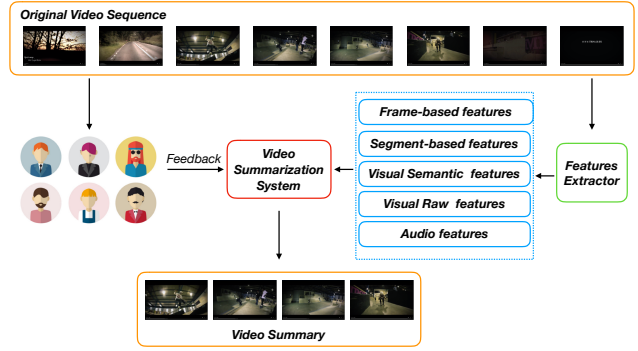 Original Video Sequence
Frame-based features
Segment-based features
Visual Semantic features
Visual Raw features
Audio features
Feedback
Video
Summarization
System
Features
Extractor
Video Summary